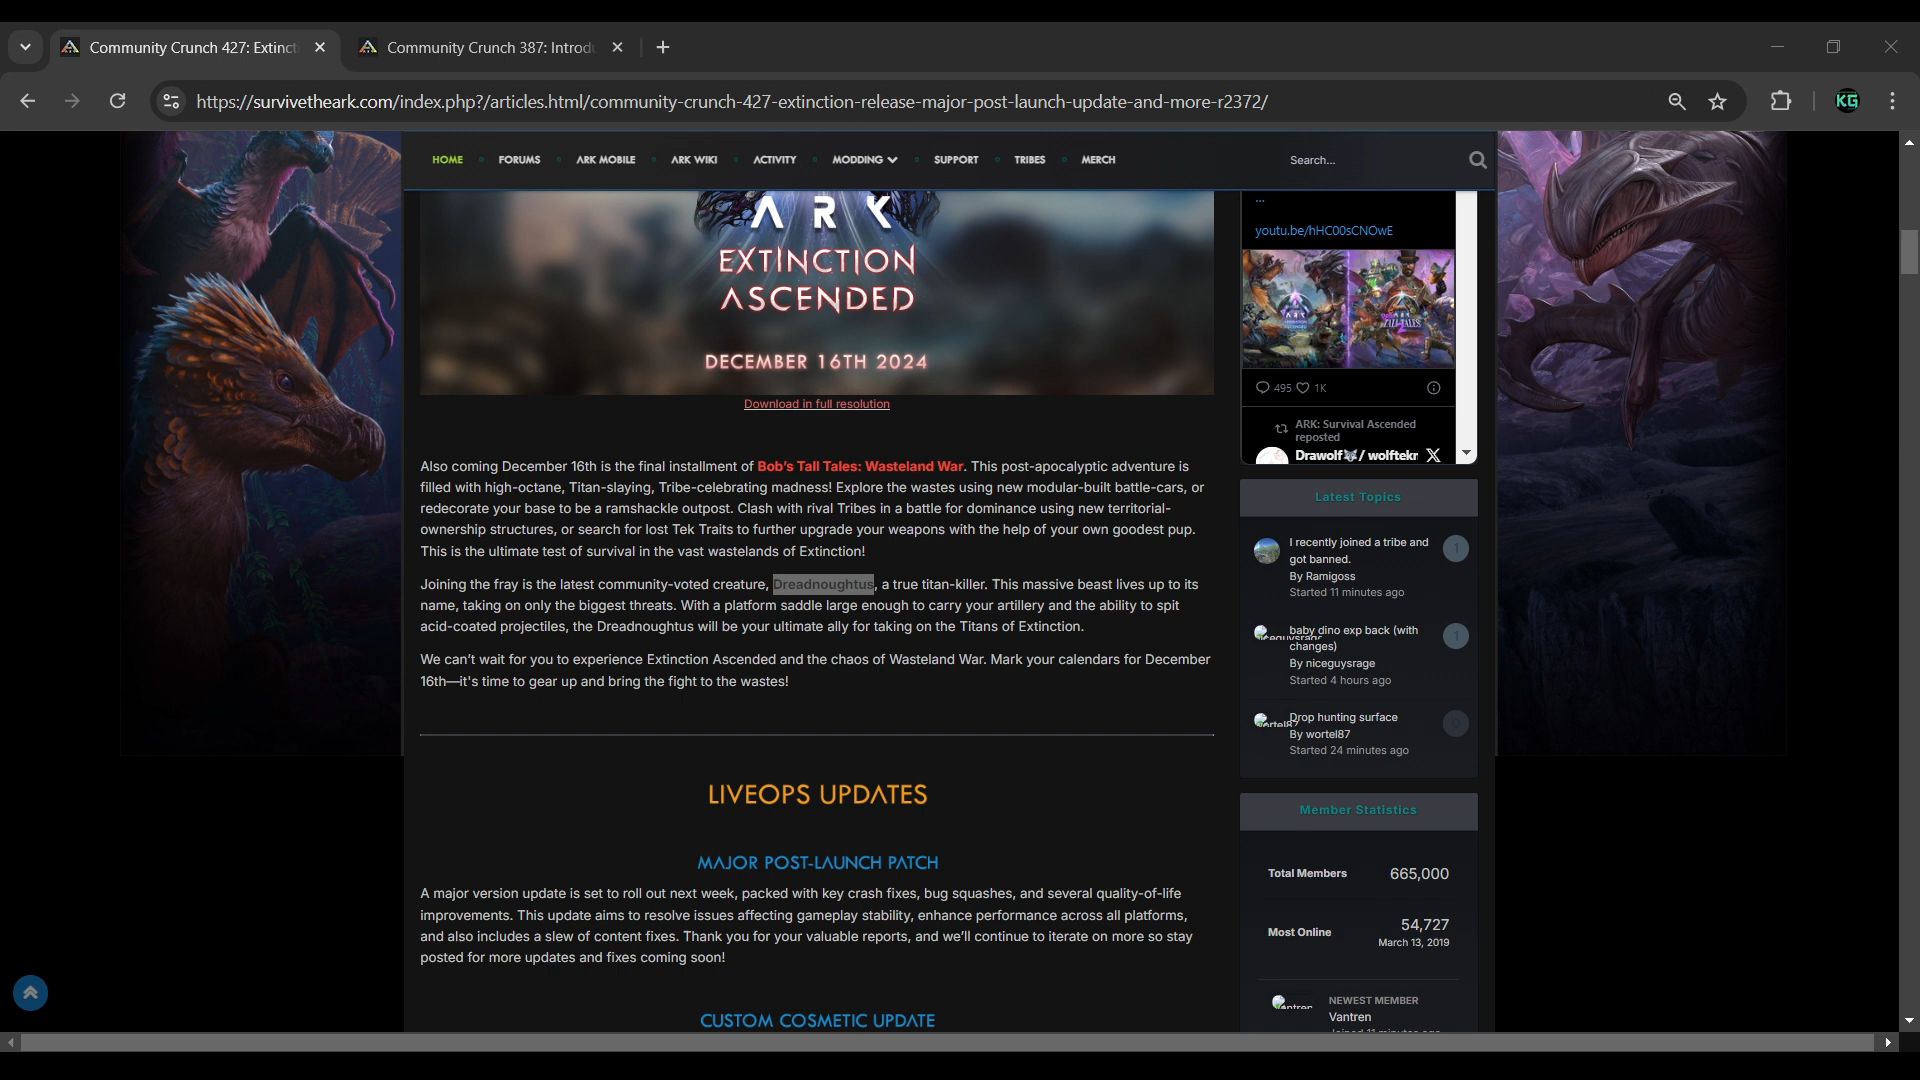 Community Crunch 427: Extinct
Community Crunch 387: Introdu
https://survivetheark.com/index.php?/articles.html/community-crunch-427-extinction-release-major-post-launch-update-and-more-r2372/
KG
HOME
FORUMS
ARK MOBILE
ARK WIKI
ACTIVITY
MODDING
SUPPORT
TRIBES
MERCH
Search...
ARK
EXTINCTION
ASCENDED
DECEMBER 16TH 2024
Download in full resolution
Also coming December 16th is the final installment of Bob’s Tall Tales: Wasteland War. This post-apocalyptic adventure is
filled with high-octane, Titan-slaying, Tribe-celebrating madness! Explore the wastes using new modular-built battle-cars, or
redecorate your base to be a ramshackle outpost. Clash with rival Tribes in a battle for dominance using new territorial-
ownership structures, or search for lost Tek Traits to further upgrade your weapons with the help of your own goodest pup.
This is the ultimate test of survival in the vast wastelands of Extinction!
Joining the fray is the latest community-voted creature, Dreadnoughtus, a true titan-killer. This massive beast lives up to its
name, taking on only the biggest threats. With a platform saddle large enough to carry your artillery and the ability to spit
acid-coated projectiles, the Dreadnoughtus will be your ultimate ally for taking on the Titans of Extinction.
We can’t wait for you to experience Extinction Ascended and the chaos of Wasteland War. Mark your calendars for December
16th—it's time to gear up and bring the fight to the wastes!
LIVEOPS UPDATES
MAJOR POST-LAUNCH PATCH
A major version update is set to roll out next week, packed with key crash fixes, bug squashes, and several quality-of-life
improvements. This update aims to resolve issues affecting gameplay stability, enhance performance across all platforms,
and also includes a slew of content fixes. Thank you for your valuable reports, and we’ll continue to iterate on more so stay
posted for more updates and fixes coming soon!
CUSTOM COSMETIC UPDATE
...
youtu.be/hHC00sCNOwE
ARK
TALL TALES
495
1K
ARK: Survival Ascended
reposted
Drawolf🐺/ wolftekr
Latest Topics
I recently joined a tribe and
got banned.
By Ramigoss
Started 11 minutes ago
1
baby dino exp back (with
changes)
By niceguysrage
Started 4 hours ago
1
Drop hunting surface
By wortel87
Started 24 minutes ago
Member Statistics
Total Members
665,000
Most Online
54,727
March 13, 2019
NEWEST MEMBER
Vantren
Joined 11 minutes ago